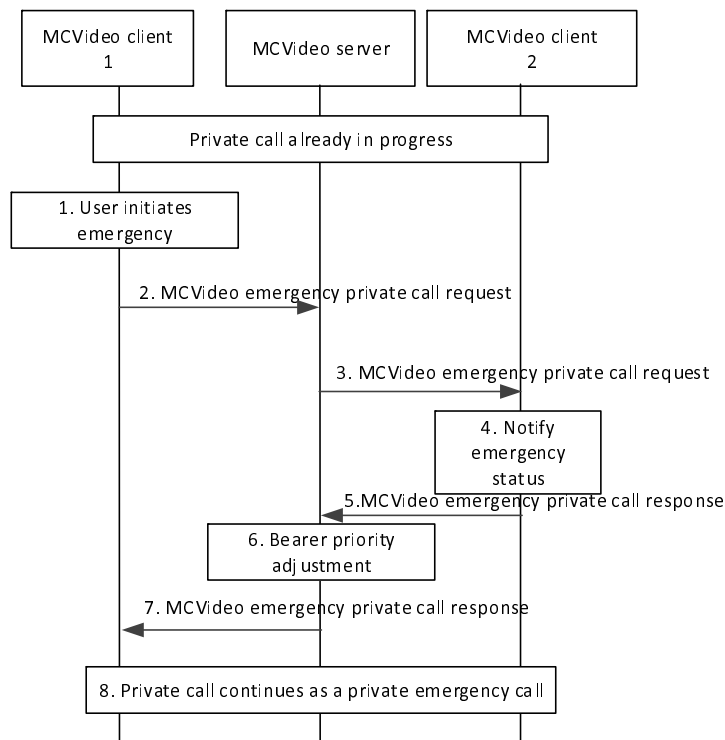 MCVideo client
1
MCVideo server
MCVideo client
2
Private call already in progress
1. User initiates
emergency
2. MCVideo emergency private call request
3. MCVideo emergency private call request
4. Notify
emergency
status
5.MCVideo emergency private call response
6. Bearer priority
adjustment
7. MCVideo emergency private call response
8. Private call continues as a private emergency call